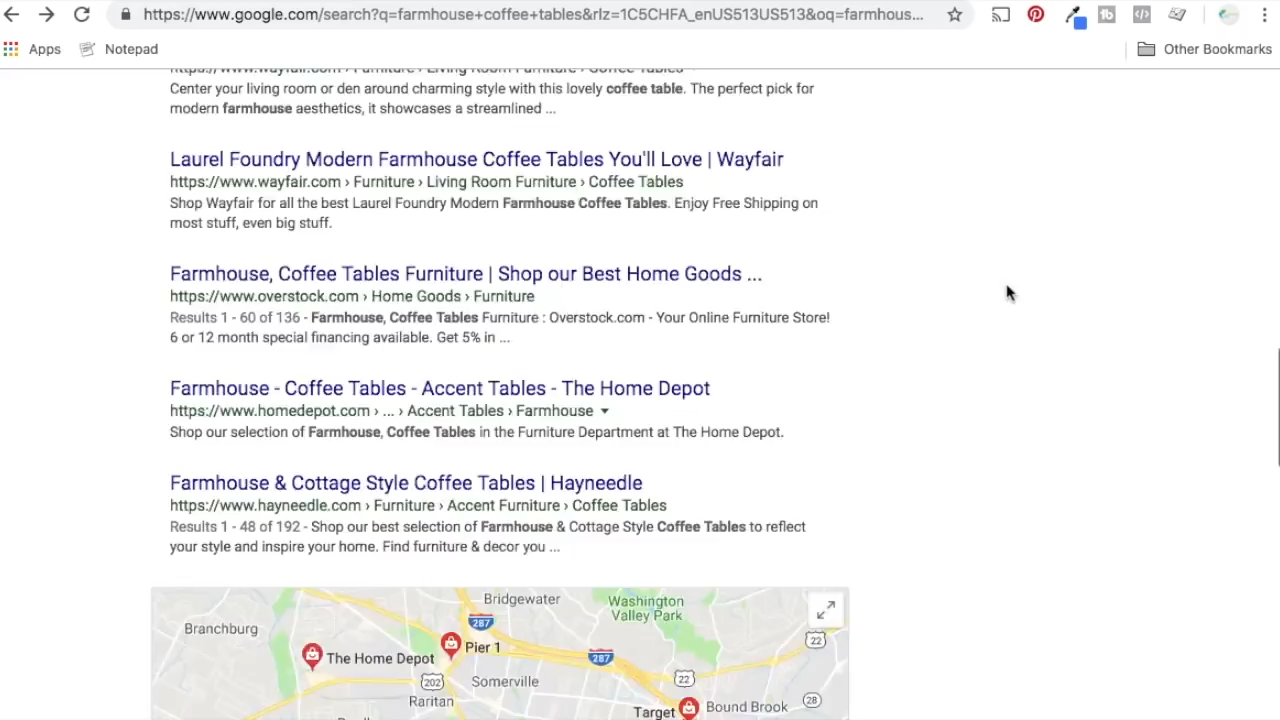 https://www.google.com/search?q=farmhouse+coffee+tables&rlz=1C5CHFA_enUS513US513&oq=farmhous...
Apps
Notepad
Other Bookmarks
https://www.wayfair.com › Furniture › Living Room Furniture › Coffee Tables
Center your living room or den around charming style with this lovely coffee table. The perfect pick for
modern farmhouse aesthetics, it showcases a streamlined ...
Laurel Foundry Modern Farmhouse Coffee Tables You'll Love | Wayfair
https://www.wayfair.com › Furniture › Living Room Furniture › Coffee Tables
Shop Wayfair for all the best Laurel Foundry Modern Farmhouse Coffee Tables. Enjoy Free Shipping on
most stuff, even big stuff.
Farmhouse, Coffee Tables Furniture | Shop our Best Home Goods ...
https://www.overstock.com › Home Goods › Furniture
Results 1 - 60 of 136 - Farmhouse, Coffee Tables Furniture : Overstock.com - Your Online Furniture Store!
6 or 12 month special financing available. Get 5% in ...
Farmhouse - Coffee Tables - Accent Tables - The Home Depot
https://www.homedepot.com › ... › Accent Tables › Farmhouse
Shop our selection of Farmhouse, Coffee Tables in the Furniture Department at The Home Depot.
Farmhouse & Cottage Style Coffee Tables | Hayneedle
https://www.hayneedle.com › Furniture › Accent Furniture › Coffee Tables
Results 1 - 48 of 192 - Shop our best selection of Farmhouse & Cottage Style Coffee Tables to reflect
your style and inspire your home. Find furniture & decor you ...
Bridgewater
Washington
Valley Park
Branchburg
287
22
The Home Depot
Pier 1
287
202
Somerville
22
Raritan
Target
Bound Brook
28